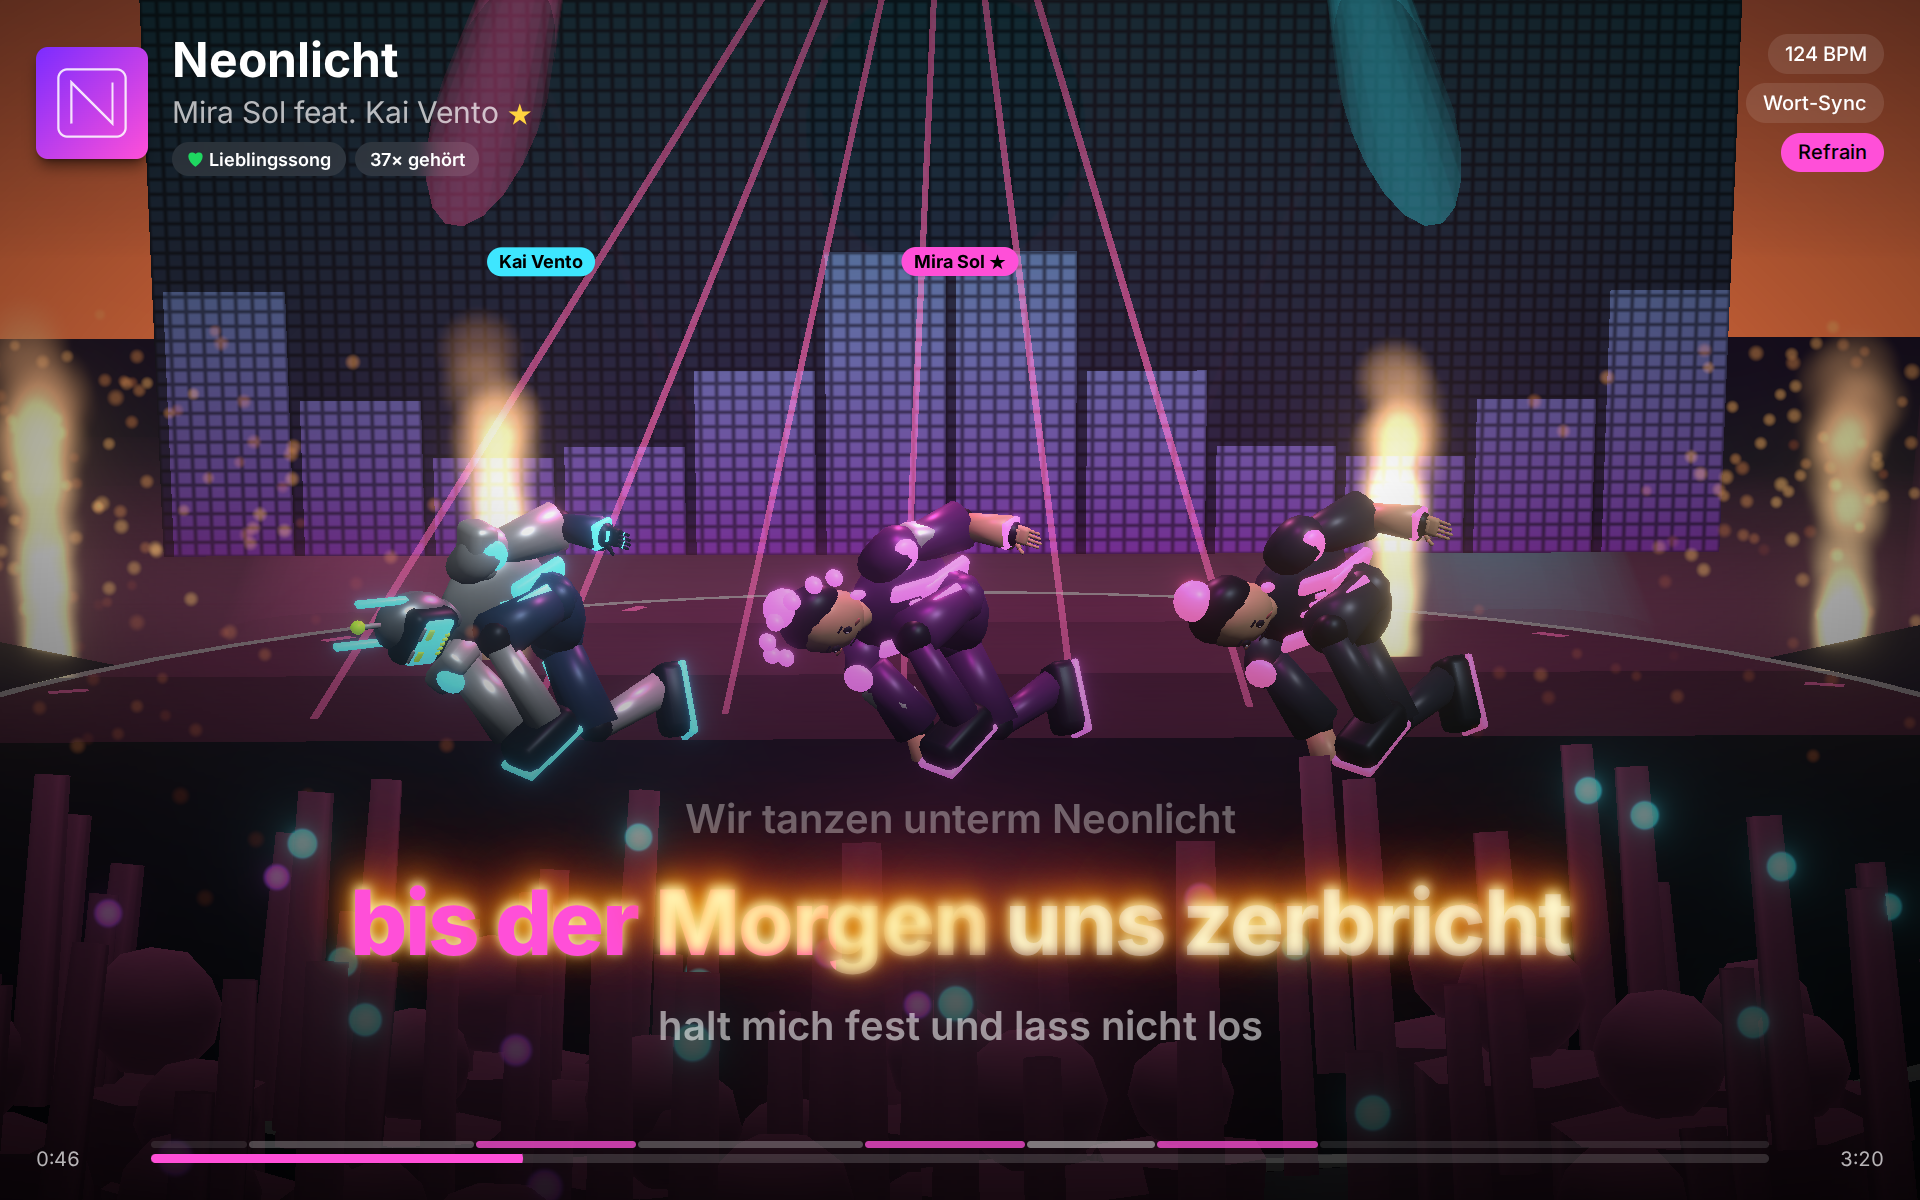 N
Neonlicht
Mira Sol feat. Kai Vento ★
Lieblingssong
37× gehört
124 BPM
Wort-Sync
Refrain
Kai Vento
Mira Sol ★
Wir tanzen unterm Neonlicht
bis der Morgen uns zerbricht
halt mich fest und lass nicht los
0:46
3:20